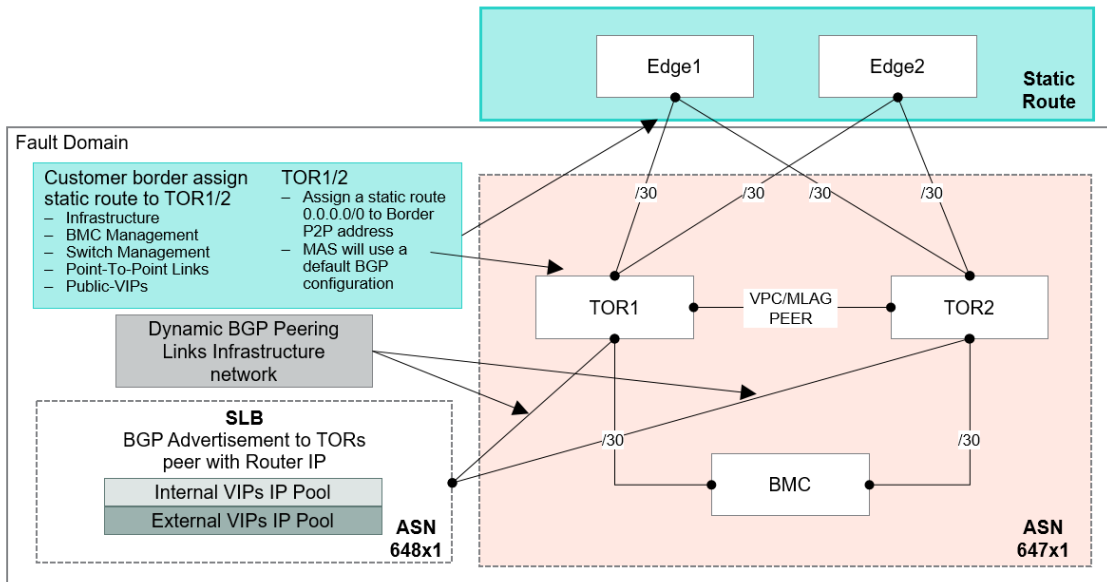 Edge1
Edge2
Static
Route
Fault Domain
Customer border assign
static route to TOR1/2
– Infrastructure
– BMC Management
– Switch Management
– Point-To-Point Links
– Public-VIPs
TOR1/2
– Assign a static route
0.0.0.0/0 to Border
P2P address
– MAS will use a
default BGP
configuration
/30
/30
/30
/30
TOR1
VPC/MLAG
PEER
TOR2
Dynamic BGP Peering
Links Infrastructure
network
SLB
BGP Advertisement to TORs
peer with Router IP
Internal VIPs IP Pool
External VIPs IP Pool
ASN
648x1
/30
/30
BMC
ASN
647x1